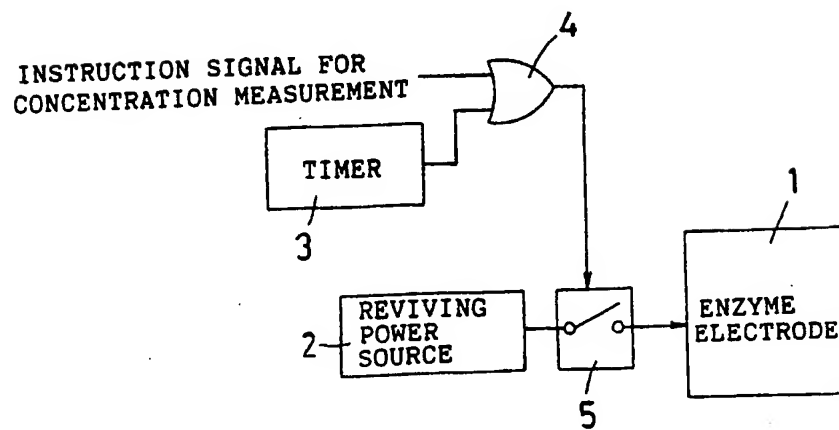 4
INSTRUCTION SIGNAL FOR
CONCENTRATION MEASUREMENT
TIMER
3
1
REVIVING
POWER
SOURCE
2
ENZYME
ELECTRODE
5